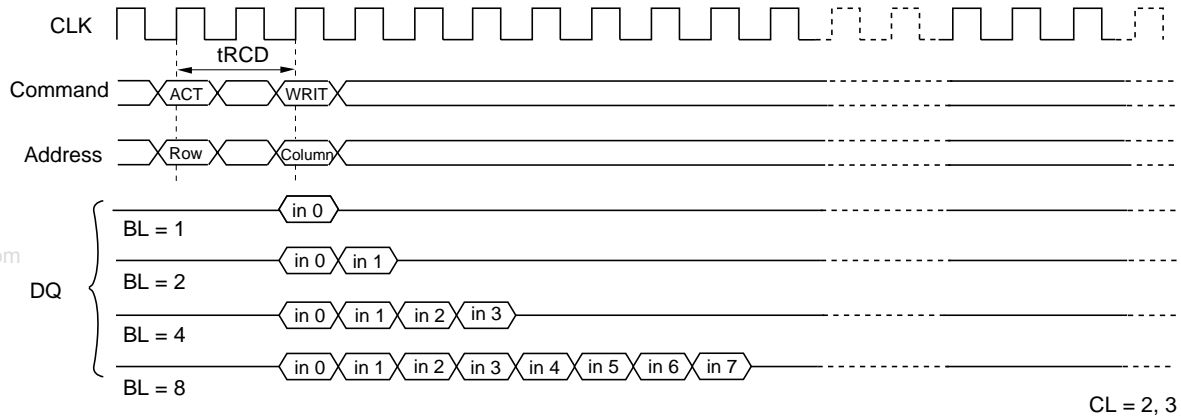 CLK
tRCD
Command ACT WRIT
Address Row Column
in 0
BL = 1
om
in 0 in 1
BL = 2
DQ
in 0 in 1 in 2 in 3
BL = 4
in 0 in 1 in 2 in 3 in 4 in 5 in 6 in 7
BL = 8
CL = 2, 3